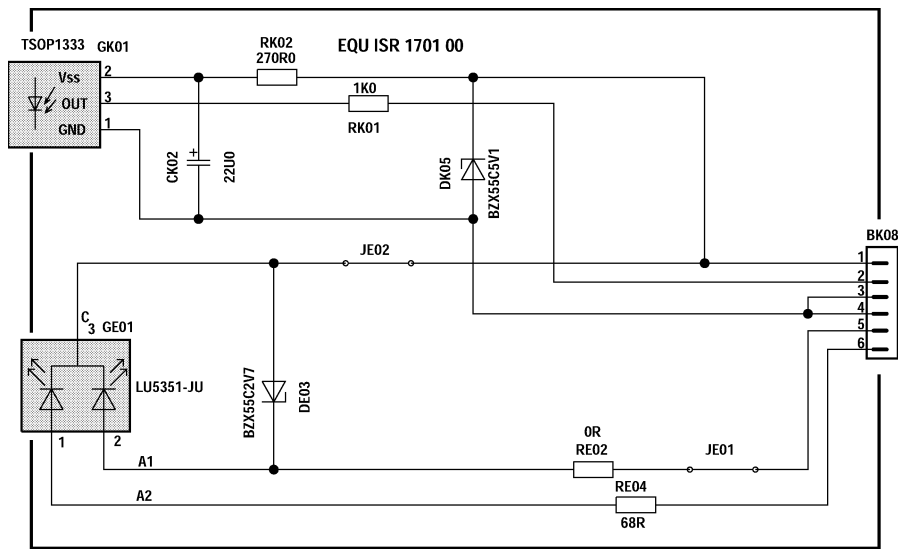 TSOP1333 GK01
RK02
270R0
EQU ISR 1701 00
Vss
2
OUT
3
GND
1
1K0
RK01
+
CK02
22U0
DK05
BZX55C5V1
BK08
JE02
1
2
3
4
5
6
C
3
GE01
LU5351-JU
BZX55C2V7
DE03
1
2
0R
RE02
JE01
A1
A2
RE04
68R